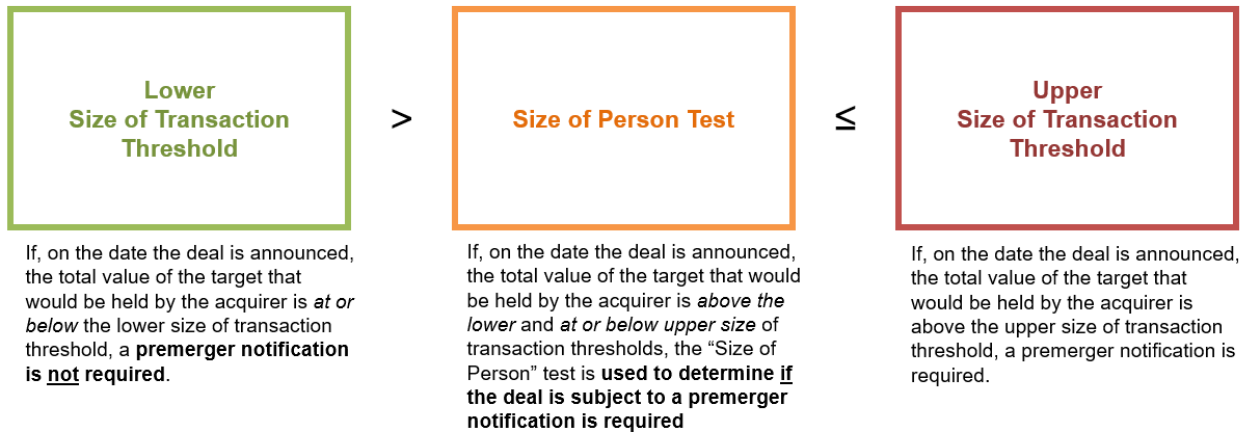 Lower
Size of Transaction
Threshold
>
Size of Person Test
≤
Upper
Size of Transaction
Threshold
If, on the date the deal is announced,
the total value of the target that
would be held by the acquirer is at or
below the lower size of transaction
threshold, a premerger notification
is not required.
If, on the date the deal is announced,
the total value of the target that would
be held by the acquirer is above the
lower and at or below upper size of
transaction thresholds, the “Size of
Person” test is used to determine if
the deal is subject to a premerger
notification is required
If, on the date the deal is announced,
the total value of the target that
would be held by the acquirer is
above the upper size of transaction
threshold, a premerger notification is
required.